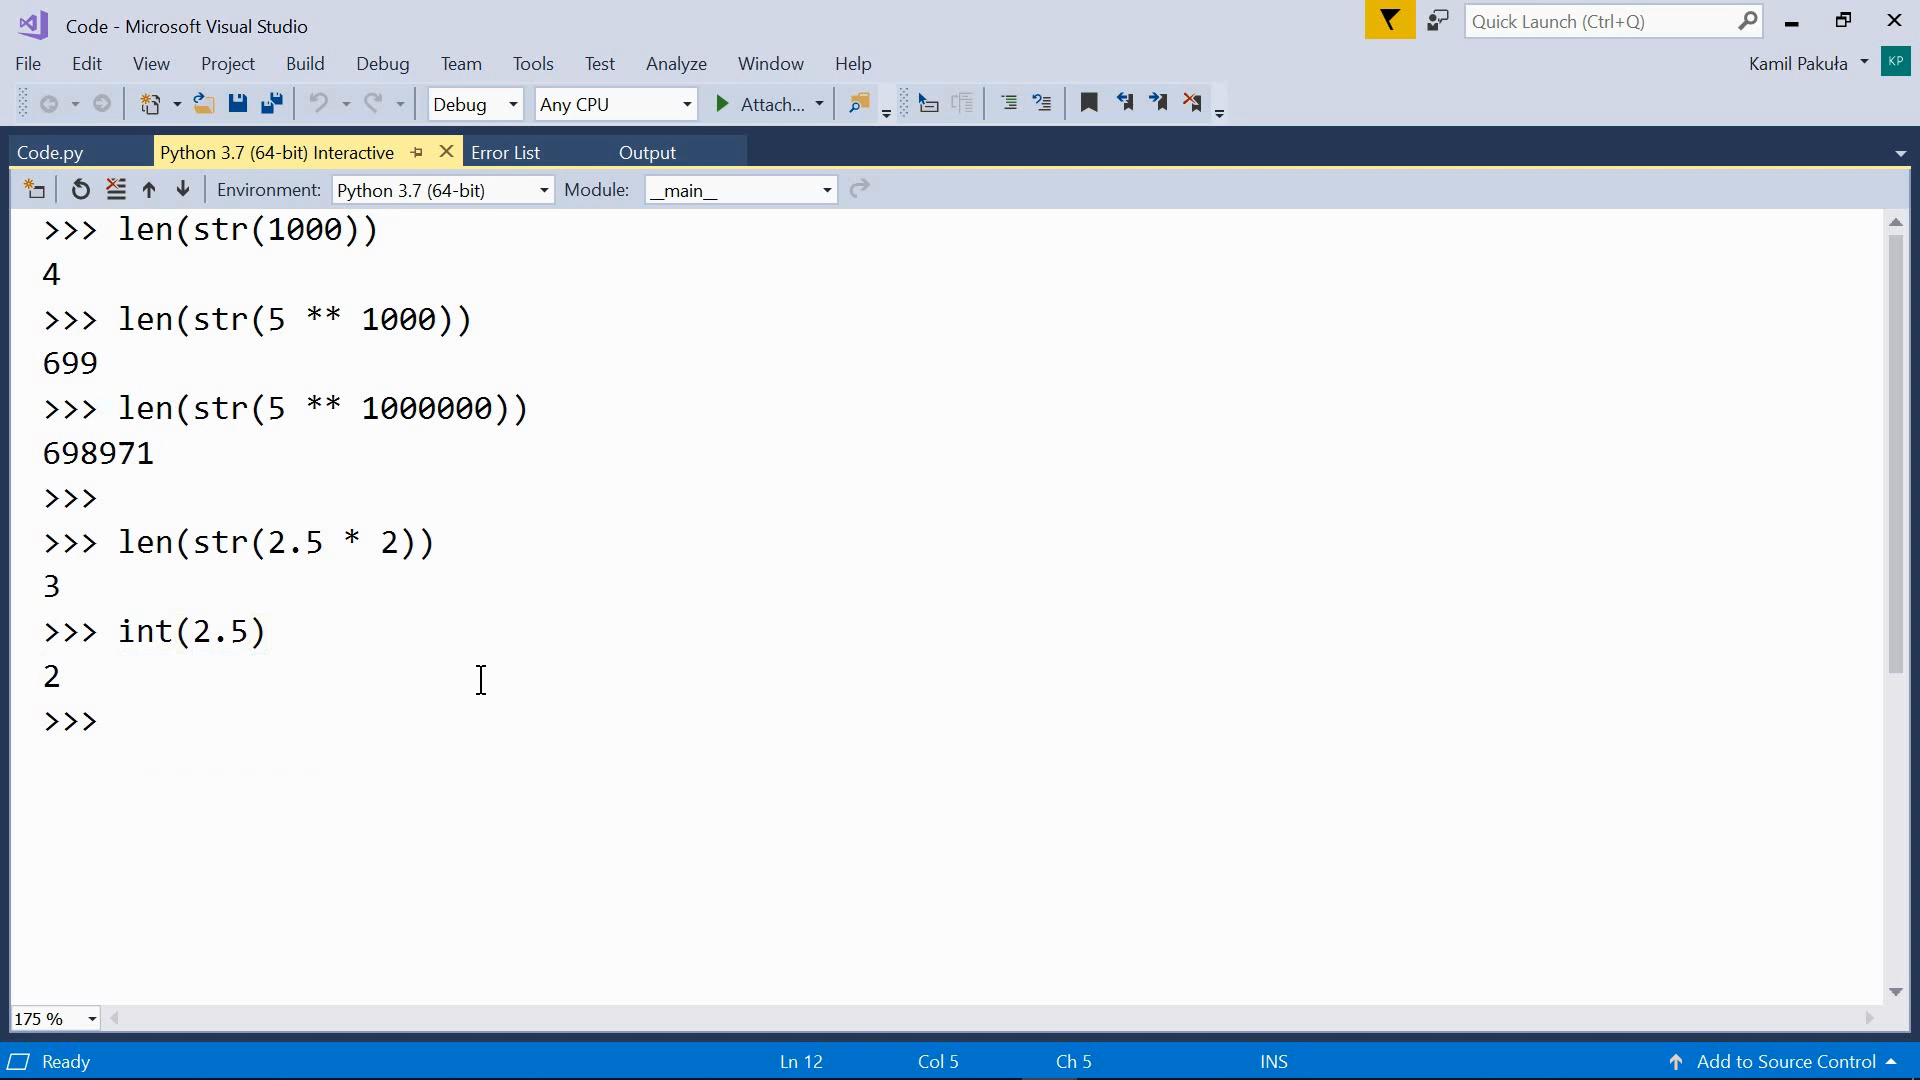 Code - Microsoft Visual Studio
Quick Launch (Ctrl+Q)
File Edit View Project Build Debug Team Tools Test Analyze Window Help
Kamil Pakuła KP
Debug Any CPU Attach...
Code.py Python 3.7 (64-bit) Interactive Error List Output
Environment: Python 3.7 (64-bit) Module: __main__
>>> len(str(1000))
4
>>> len(str(5 ** 1000))
699
>>> len(str(5 ** 1000000))
698971
>>>
>>> len(str(2.5 * 2))
3
>>> int(2.5)
2
>>>
175 %
Ready Ln 12 Col 5 Ch 5 INS Add to Source Control